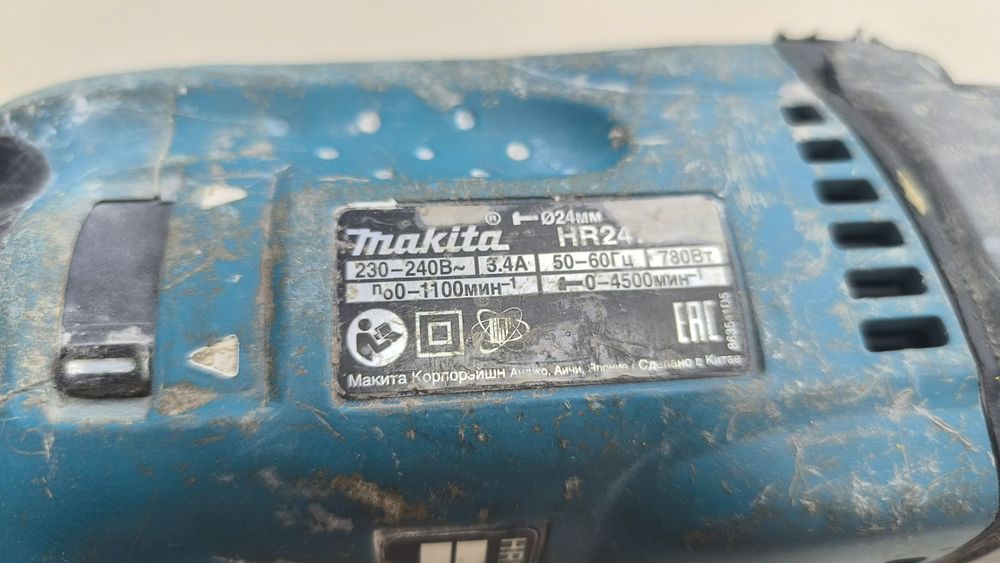 ® Ø24мм
makita HR24
230-240В~ 3.4А 50-60Гц 780Вт
n₀0-1100мин⁻¹ 0-4500мин⁻¹
EAC
Макита Корпорэйшн Анджо, Аичи, Япония / Сделано в Китае
HR